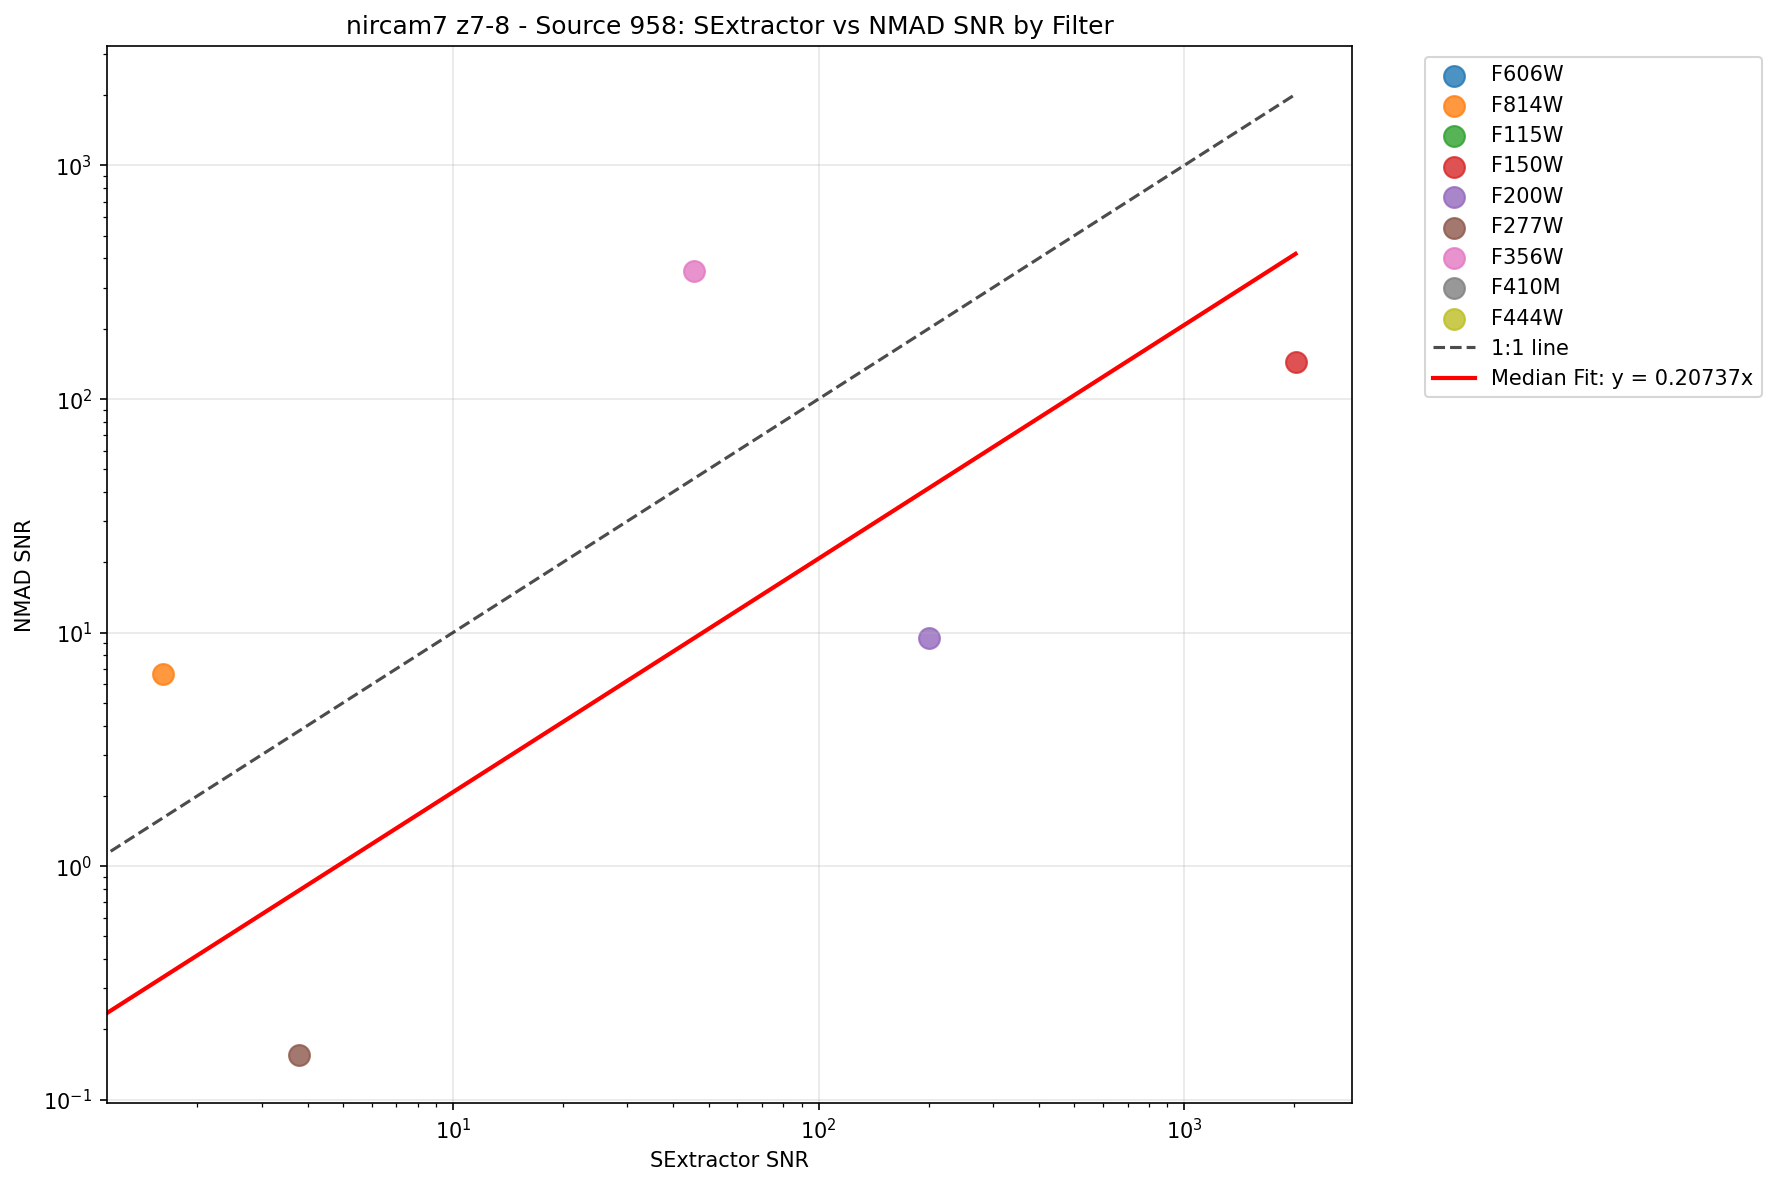 nircam7 z7-8 - Source 958: SExtractor vs NMAD SNR by Filter
F606W
F814W
F115W
F150W
F200W
F277W
F356W
F410M
F444W
1:1 line
Median Fit: y = 0.20737x
NMAD SNR
10³
10²
10¹
10⁰
10⁻¹
10¹
10²
10³
SExtractor SNR